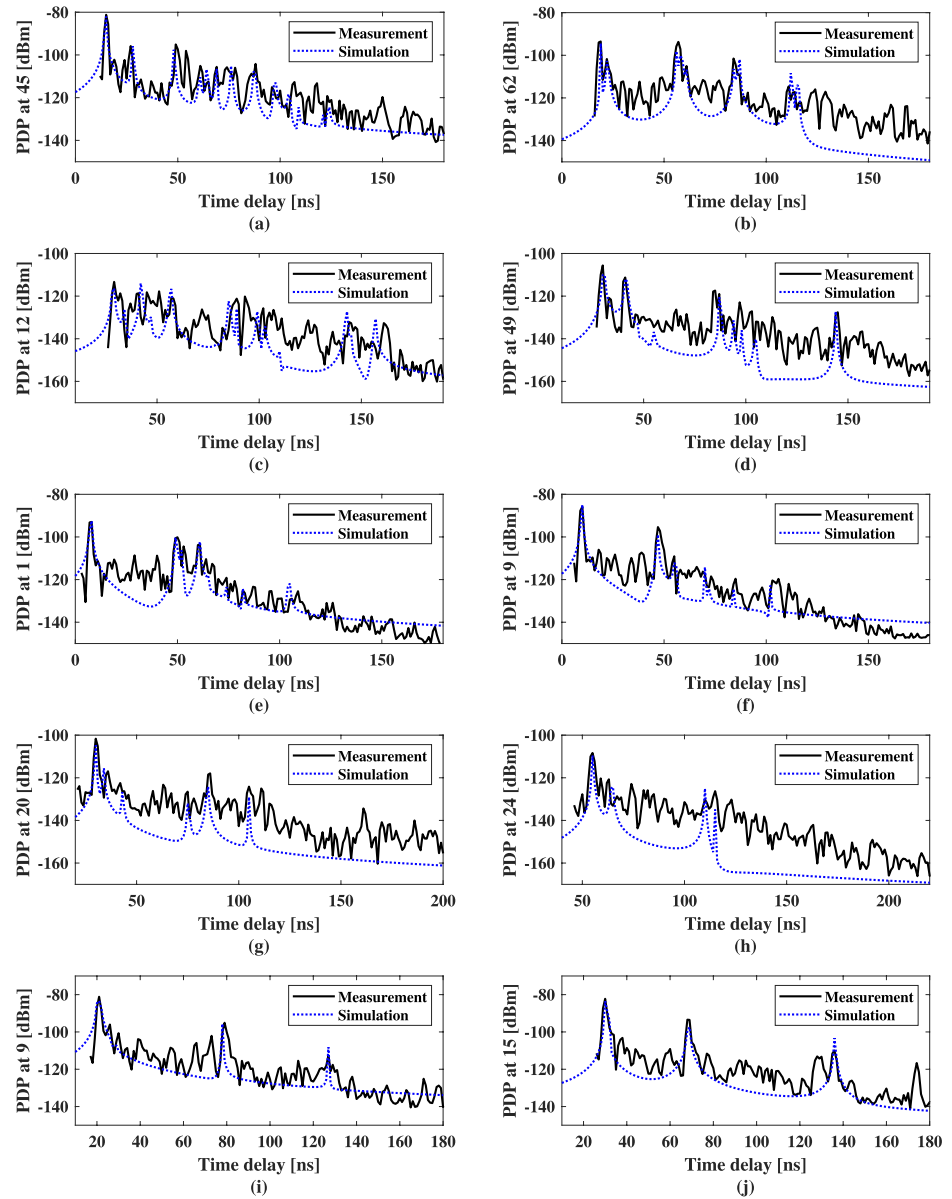 -80
-100
-120
-140
PDP at 45 [dBm]
Measurement
Simulation
0
50
100
150
Time delay [ns]
(a)
-80
-100
-120
-140
PDP at 62 [dBm]
Measurement
Simulation
0
50
100
150
Time delay [ns]
(b)
-100
-120
-140
-160
PDP at 12 [dBm]
Measurement
Simulation
50
100
150
Time delay [ns]
(c)
-100
-120
-140
-160
PDP at 49 [dBm]
Measurement
Simulation
50
100
150
Time delay [ns]
(d)
-80
-100
-120
-140
PDP at 1 [dBm]
Measurement
Simulation
0
50
100
150
Time delay [ns]
(e)
-80
-100
-120
-140
PDP at 9 [dBm]
Measurement
Simulation
0
50
100
150
Time delay [ns]
(f)
-100
-120
-140
-160
PDP at 20 [dBm]
Measurement
Simulation
50
100
150
200
Time delay [ns]
(g)
-100
-120
-140
-160
PDP at 24 [dBm]
Measurement
Simulation
50
100
150
200
Time delay [ns]
(h)
-80
-100
-120
-140
PDP at 9 [dBm]
Measurement
Simulation
20 40 60 80 100 120 140 160 180
Time delay [ns]
(i)
-80
-100
-120
-140
PDP at 15 [dBm]
Measurement
Simulation
20 40 60 80 100 120 140 160 180
Time delay [ns]
(j)